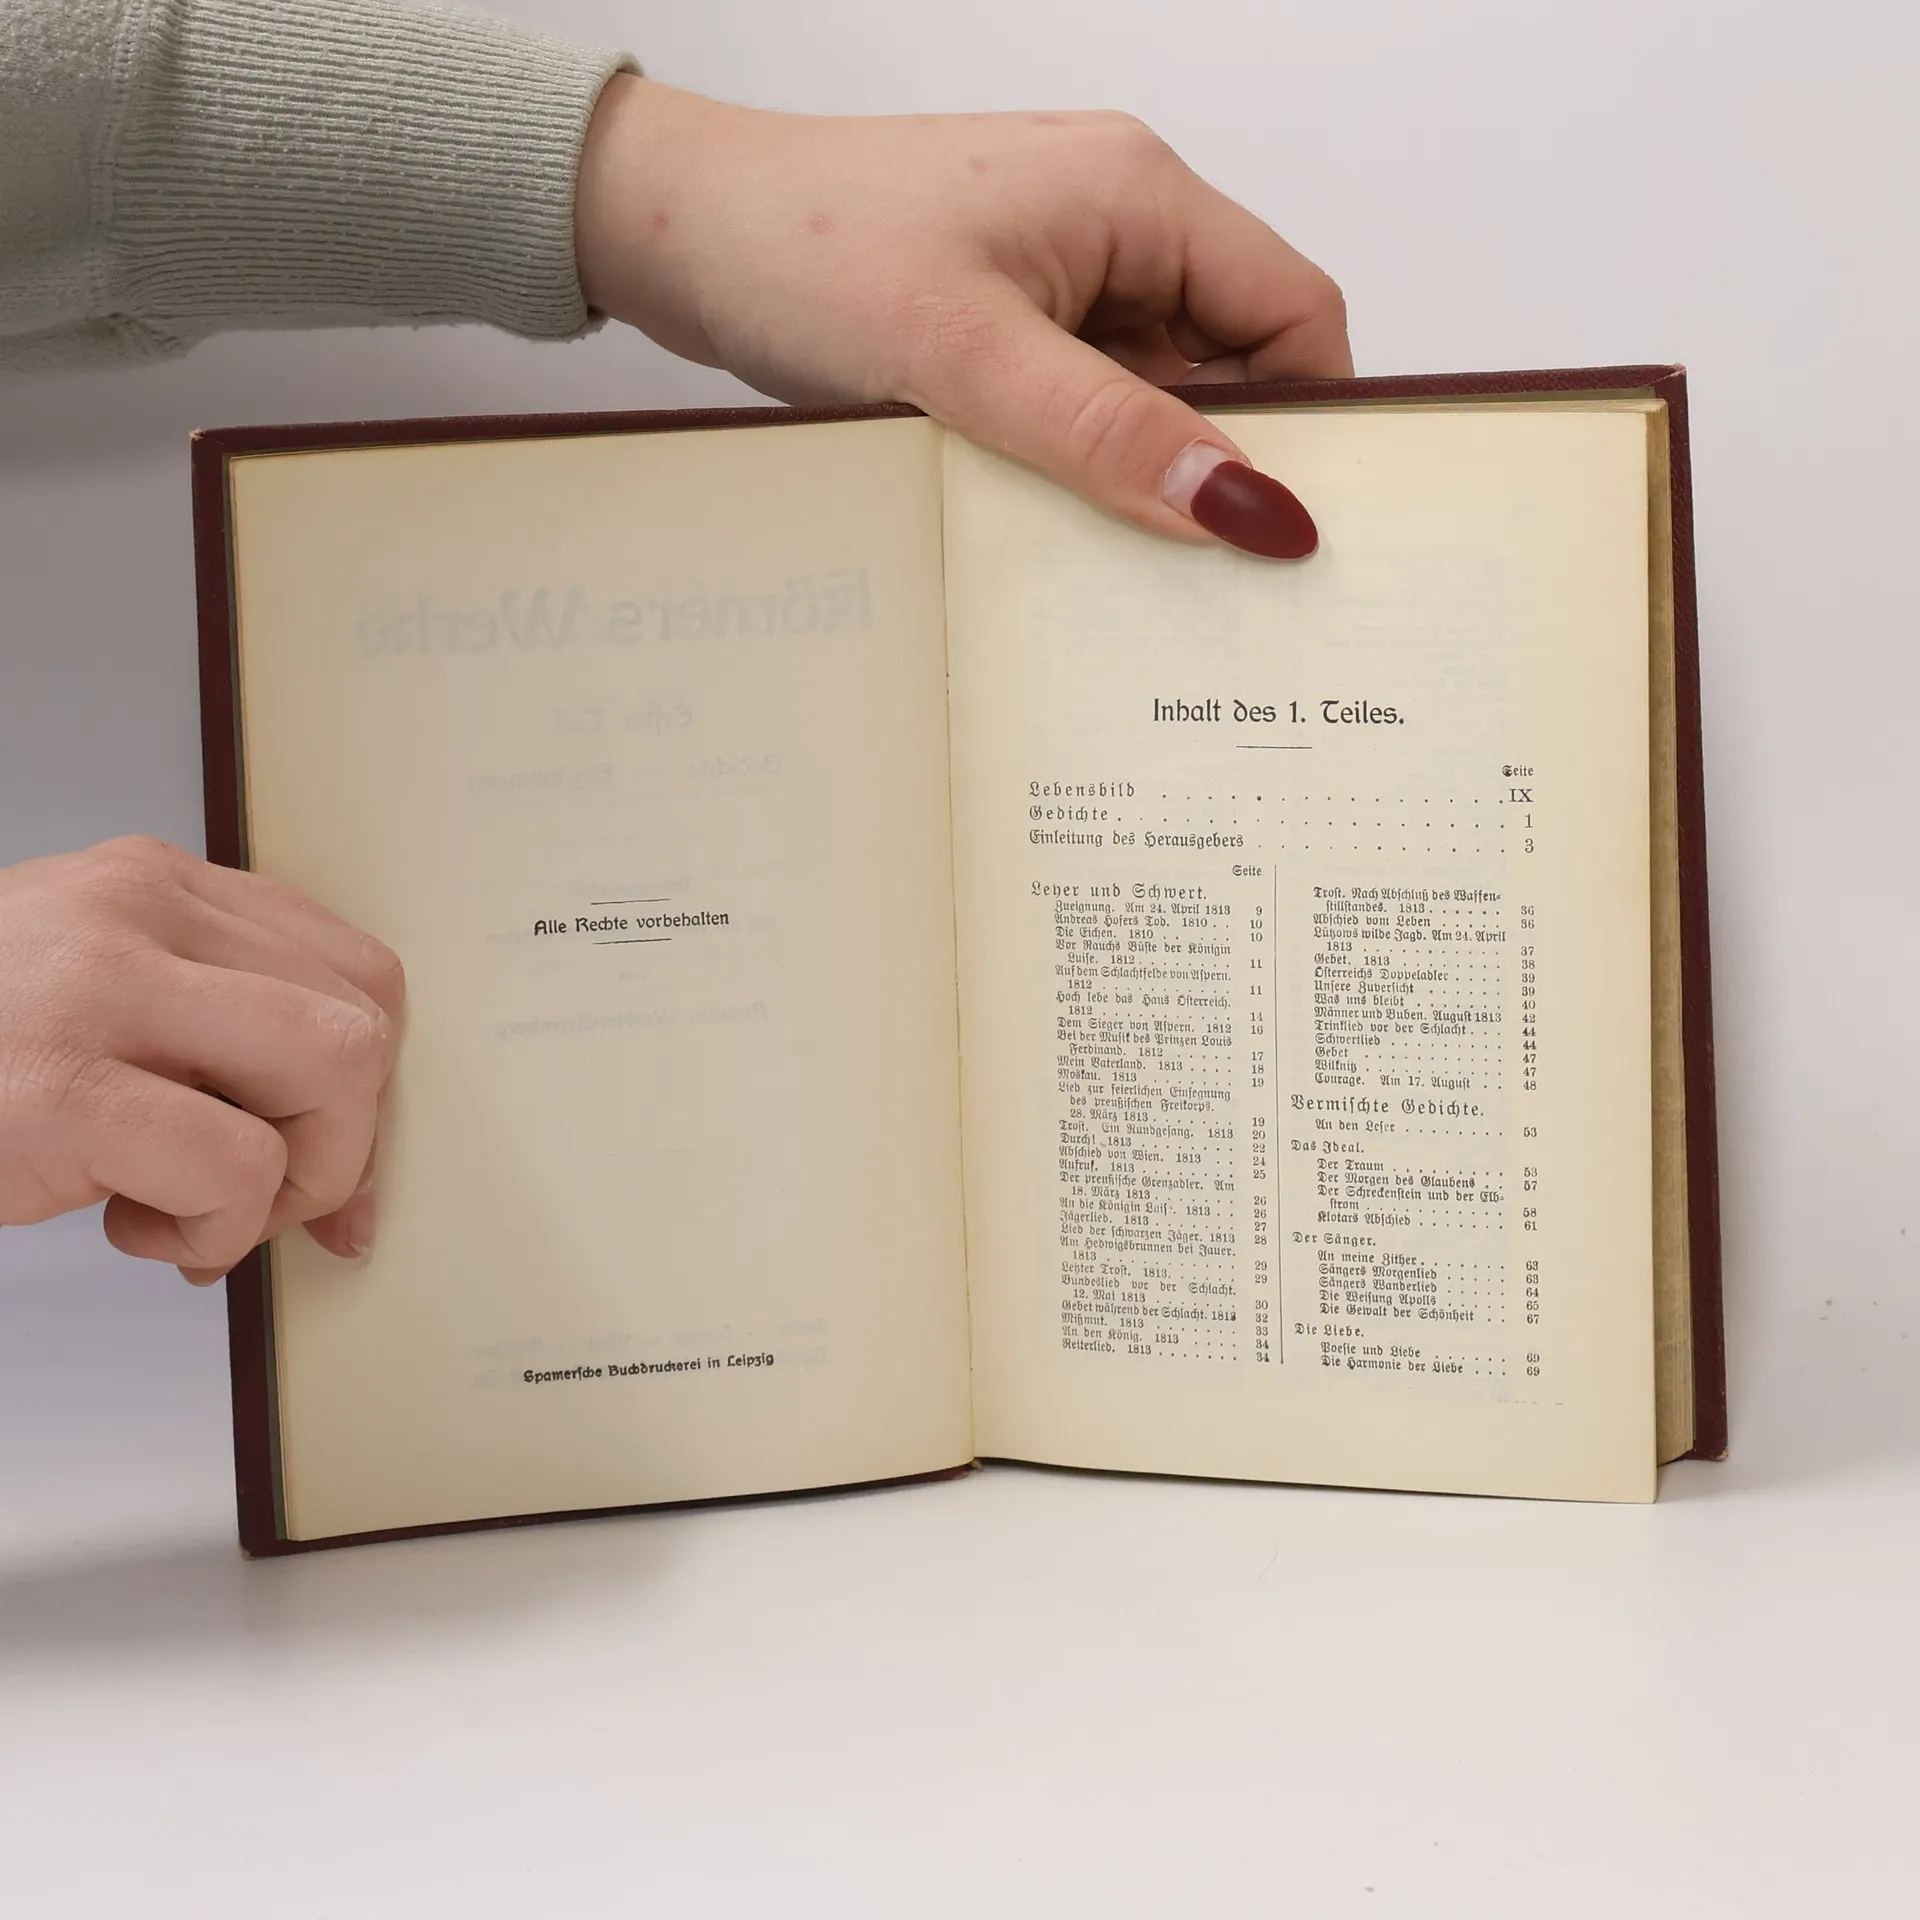 Alle Rechte vorbehalten
Spamersche Buchdruckerei in Leipzig
Inhalt des 1. Teiles.
Seite
Lebensbild . . . . . . . . . . . . . . IX
Gedichte . . . . . . . . . . . . . . . 1
Einleitung des Herausgebers . . . . . . . . . . . 3
Seite
Leyer und Schwert.
Zueignung. Am 24. April 1813 9
Andreas Hofers Tod. 1810 . . 10
Die Eichen. 1810 . . . . . 10
Vor Rauchs Büste der Königin
Luise. 1812 . . . . . . . . 11
Auf dem Schlachtfelde von Aspern.
1812 . . . . . . . . . . . 11
Hoch lebe das Haus Österreich.
1812 . . . . . . . . . . . 14
Dem Sieger von Aspern. 1812 16
Bei der Musik des Prinzen Louis
Ferdinand. 1812 . . . . . 17
Mein Vaterland. 1813 . . . . 18
Moskau. 1813 . . . . . . . 19
Lied zur feierlichen Einsegnung
des preußischen Freikorps.
28. März 1813 . . . . . . . 19
Trost. Ein Rundgesang. 1813 20
Durch! 1813 . . . . . . . . 22
Abschied von Wien. 1813 . . 24
Aufruf. 1813 . . . . . . . . 25
Der preußische Grenzadler. Am
18. März 1813 . . . . . . . 26
An die Königin Luise. 1813 . . 26
Jägerlied. 1813 . . . . . . . 27
Lied der schwarzen Jäger. 1813 28
Am Hedwigsbrunnen bei Jauer.
1813 . . . . . . . . . . . 29
Letzter Trost. 1813. . . . . . 29
Bundeslied vor der Schlacht.
12. Mai 1813 . . . . . . . 30
Gebet während der Schlacht. 1813 32
Mißmut. 1813 . . . . . . . 33
An den König. 1813 . . . . 34
Reiterlied. 1813 . . . . . . . 34
Trost. Nach Abschluß des Waffen-
stillstandes. 1813 . . . . . . 36
Abschied vom Leben . . . . . 36
Lützows wilde Jagd. Am 24. April
1813 . . . . . . . . . . . 37
Gebet. 1813 . . . . . . . . 38
Österreichs Doppeladler . . . . 39
Unsere Zuversicht . . . . . . 39
Was uns bleibt . . . . . . . 40
Männer und Buben. August 1813 42
Trinklied vor der Schlacht . . . 44
Schwertlied . . . . . . . . . 44
Gebet . . . . . . . . . . . 47
Wilknitz . . . . . . . . . . . 47
Courage. Am 17. August . . 48
Vermischte Gedichte.
An den Leser . . . . . . . . 53
Das Ideal.
Der Traum . . . . . . . . . 53
Der Morgen des Glaubens . . 57
Der Schreckenstein und der Elb-
strom . . . . . . . . . . . 58
Klotars Abschied . . . . . . . 61
Der Sänger.
An meine Zither . . . . . . . 63
Sängers Morgenlied . . . . . 63
Sängers Wanderlied . . . . . 64
Die Weisung Apolls . . . . . 65
Die Gewalt der Schönheit . . 67
Die Liebe.
Poesie und Liebe . . . . . . 69
Die Harmonie der Liebe . . . 69